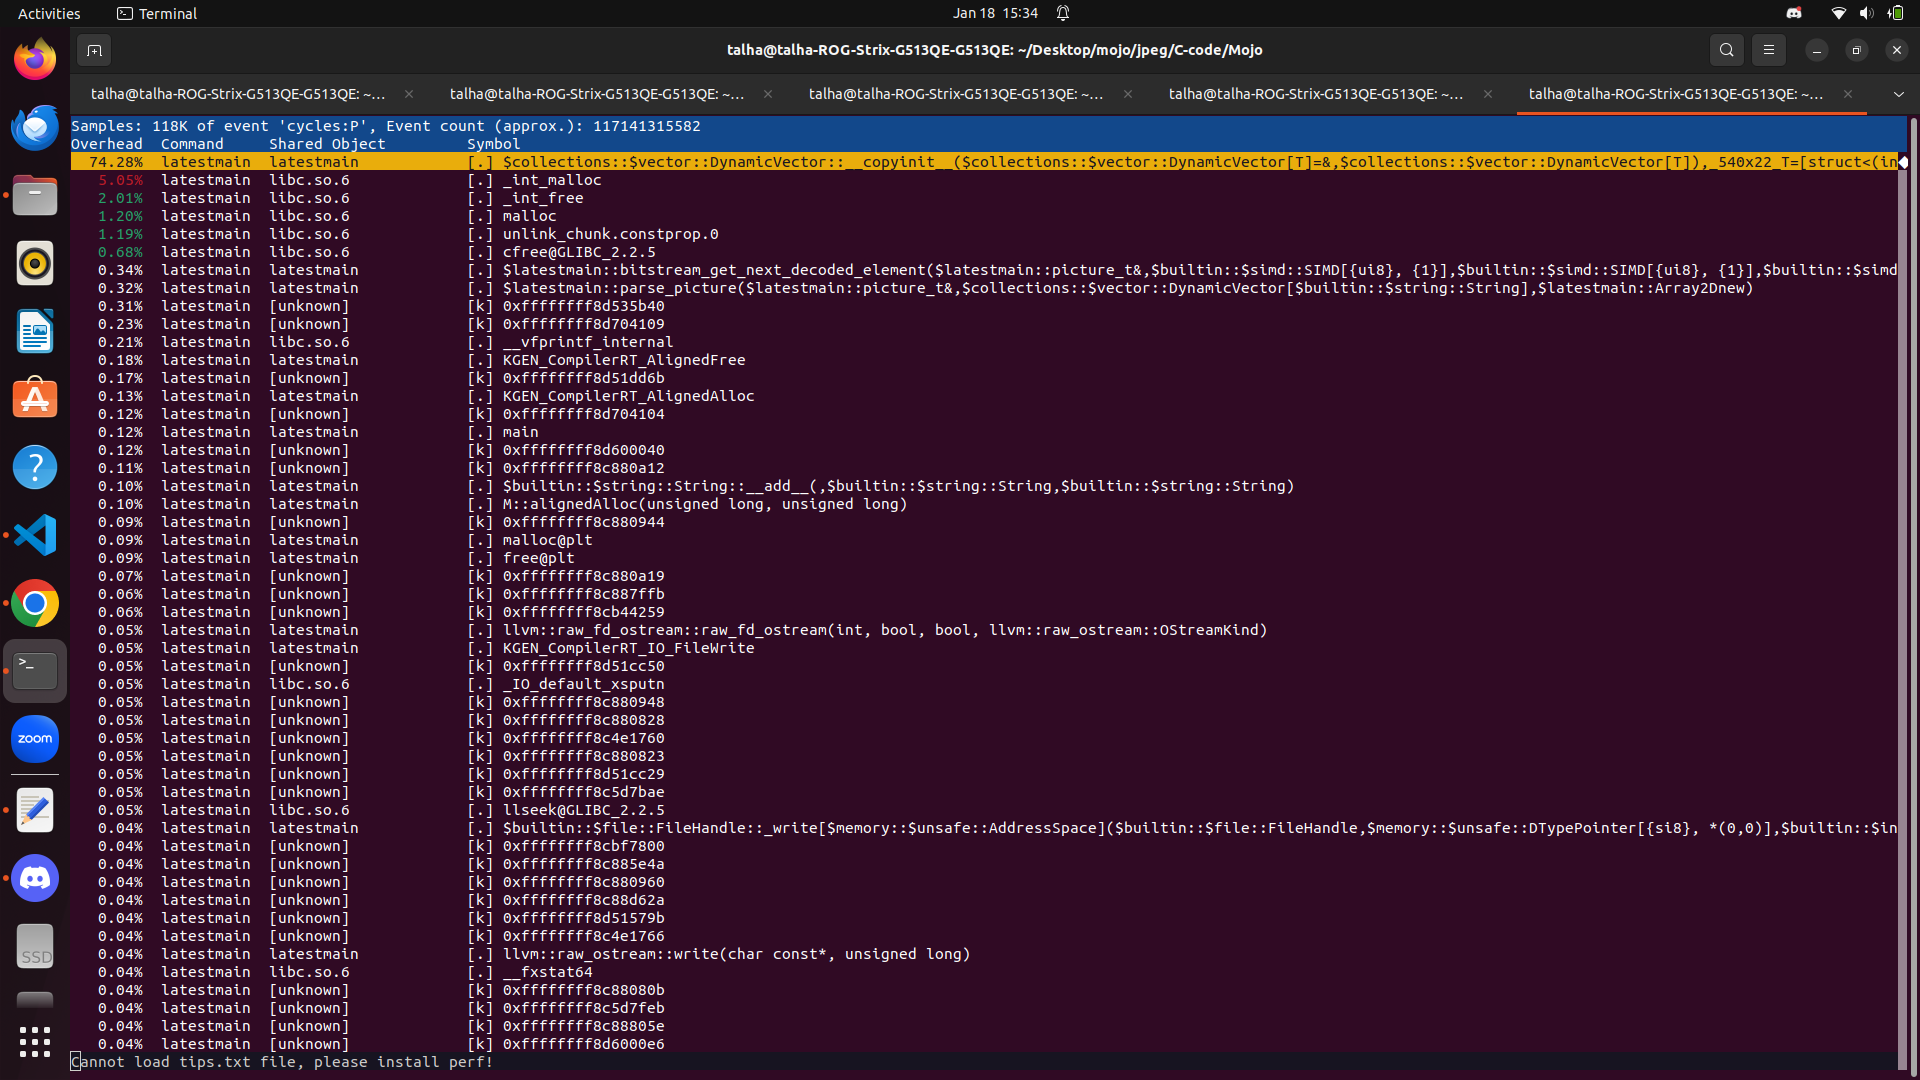 Activities
Terminal
Jan 18 15:34
talha@talha-ROG-Strix-G513QE-G513QE: ~/Desktop/mojo/jpeg/C-code/Mojo
talha@talha-ROG-Strix-G513QE-G513QE: ~... talha@talha-ROG-Strix-G513QE-G513QE: ~... talha@talha-ROG-Strix-G513QE-G513QE: ~... talha@talha-ROG-Strix-G513QE-G513QE: ~... talha@talha-ROG-Strix-G513QE-G513QE: ~...
Samples: 118K of event 'cycles:P', Event count (approx.): 117141315582
Overhead Command Shared Object Symbol
74.28% latestmain latestmain [.] $collections::$vector::DynamicVector::__copyinit__($collections::$vector::DynamicVector[T]=&,$collections::$vector::DynamicVector[T]),_540x22_T=[struct<(in
5.05% latestmain libc.so.6 [.] _int_malloc
2.01% latestmain libc.so.6 [.] _int_free
1.20% latestmain libc.so.6 [.] malloc
1.19% latestmain libc.so.6 [.] unlink_chunk.constprop.0
0.68% latestmain libc.so.6 [.] cfree@GLIBC_2.2.5
0.34% latestmain latestmain [.] $latestmain::bitstream_get_next_decoded_element($latestmain::picture_t&,$builtin::$simd::SIMD[{ui8}, {1}],$builtin::$simd::SIMD[{ui8}, {1}],$builtin::$simd
0.32% latestmain latestmain [.] $latestmain::parse_picture($latestmain::picture_t&,$collections::$vector::DynamicVector[$builtin::$string::String],$latestmain::Array2Dnew)
0.31% latestmain [unknown] [k] 0xffffffff8d535b40
0.23% latestmain [unknown] [k] 0xffffffff8d704109
0.21% latestmain libc.so.6 [.] __vfprintf_internal
0.18% latestmain latestmain [.] KGEN_CompilerRT_AlignedFree
0.17% latestmain [unknown] [k] 0xffffffff8d51dd6b
0.13% latestmain latestmain [.] KGEN_CompilerRT_AlignedAlloc
0.12% latestmain [unknown] [k] 0xffffffff8d704104
0.12% latestmain latestmain [.] main
0.12% latestmain [unknown] [k] 0xffffffff8d600040
0.11% latestmain [unknown] [k] 0xffffffff8c880a12
0.10% latestmain latestmain [.] $builtin::$string::String::__add__(,$builtin::$string::String,$builtin::$string::String)
0.10% latestmain latestmain [.] M::alignedAlloc(unsigned long, unsigned long)
0.09% latestmain [unknown] [k] 0xffffffff8c880944
0.09% latestmain latestmain [.] malloc@plt
0.09% latestmain latestmain [.] free@plt
0.07% latestmain [unknown] [k] 0xffffffff8c880a19
0.06% latestmain [unknown] [k] 0xffffffff8c887ffb
0.06% latestmain [unknown] [k] 0xffffffff8cb44259
0.05% latestmain latestmain [.] llvm::raw_fd_ostream::raw_fd_ostream(int, bool, bool, llvm::raw_ostream::OStreamKind)
0.05% latestmain latestmain [.] KGEN_CompilerRT_IO_FileWrite
0.05% latestmain [unknown] [k] 0xffffffff8d51cc50
0.05% latestmain libc.so.6 [.] _IO_default_xsputn
0.05% latestmain [unknown] [k] 0xffffffff8c880948
0.05% latestmain [unknown] [k] 0xffffffff8c880828
0.05% latestmain [unknown] [k] 0xffffffff8c4e1760
0.05% latestmain [unknown] [k] 0xffffffff8c880823
0.05% latestmain [unknown] [k] 0xffffffff8d51cc29
0.05% latestmain [unknown] [k] 0xffffffff8c5d7bae
0.05% latestmain libc.so.6 [.] llseek@GLIBC_2.2.5
0.04% latestmain latestmain [.] $builtin::$file::FileHandle::_write[$memory::$unsafe::AddressSpace]($builtin::$file::FileHandle,$memory::$unsafe::DTypePointer[{si8}, *(0,0)],$builtin::$in
0.04% latestmain [unknown] [k] 0xffffffff8cbf7800
0.04% latestmain [unknown] [k] 0xffffffff8c885e4a
0.04% latestmain [unknown] [k] 0xffffffff8c880960
0.04% latestmain [unknown] [k] 0xffffffff8c88d62a
0.04% latestmain [unknown] [k] 0xffffffff8d51579b
0.04% latestmain [unknown] [k] 0xffffffff8c4e1766
0.04% latestmain latestmain [.] llvm::raw_ostream::write(char const*, unsigned long)
0.04% latestmain libc.so.6 [.] __fxstat64
0.04% latestmain [unknown] [k] 0xffffffff8c88080b
0.04% latestmain [unknown] [k] 0xffffffff8c5d7feb
0.04% latestmain [unknown] [k] 0xffffffff8c88805e
0.04% latestmain [unknown] [k] 0xffffffff8d6000e6
Cannot load tips.txt file, please install perf!
zoom
SSD